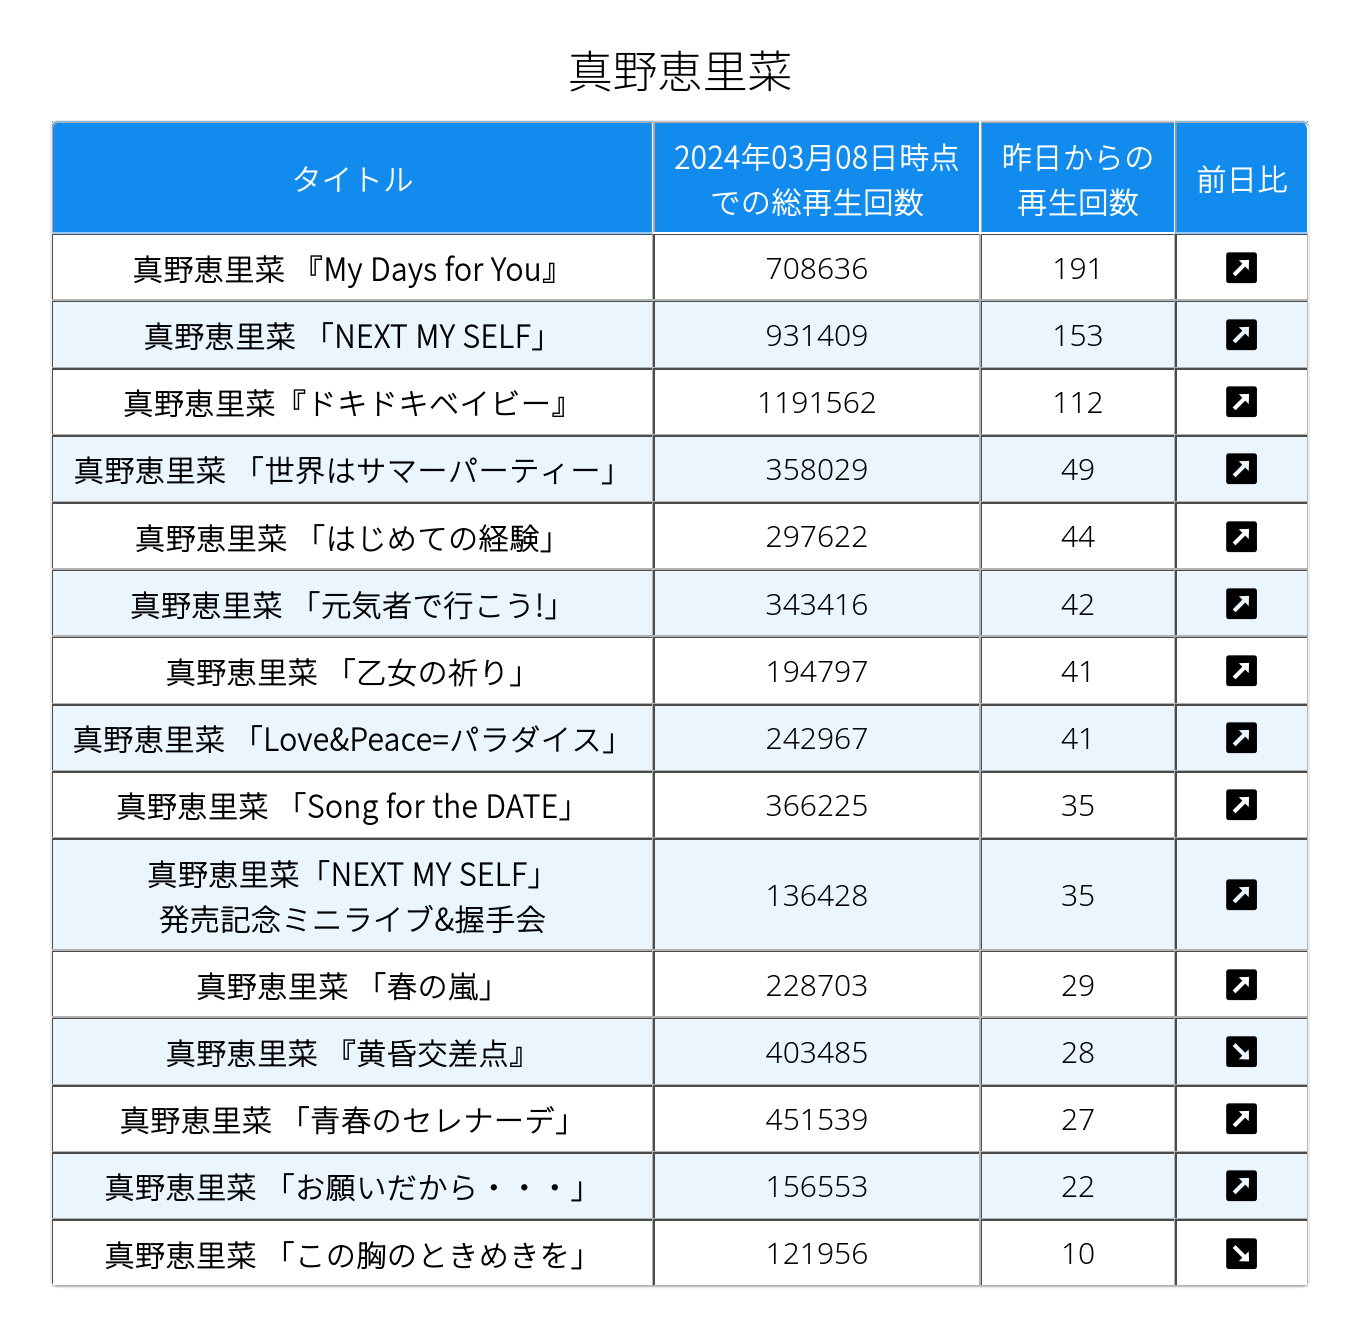 真野恵里菜
タイトル
2024年03月08日時点
での総再生回数
昨日からの
再生回数
前日比
真野恵里菜 『My Days for You』 708636 191
真野恵里菜 「NEXT MY SELF」 931409 153
真野恵里菜『ドキドキベイビー』 1191562 112
真野恵里菜 「世界はサマーパーティー」 358029 49
真野恵里菜 「はじめての経験」 297622 44
真野恵里菜 「元気者で行こう!」 343416 42
真野恵里菜 「乙女の祈り」 194797 41
真野恵里菜 「Love&Peace=パラダイス」 242967 41
真野恵里菜 「Song for the DATE」 366225 35
真野恵里菜「NEXT MY SELF」
発売記念ミニライブ&握手会 136428 35
真野恵里菜 「春の嵐」 228703 29
真野恵里菜 『黄昏交差点』 403485 28
真野恵里菜 「青春のセレナーデ」 451539 27
真野恵里菜 「お願いだから・・・」 156553 22
真野恵里菜 「この胸のときめきを」 121956 10